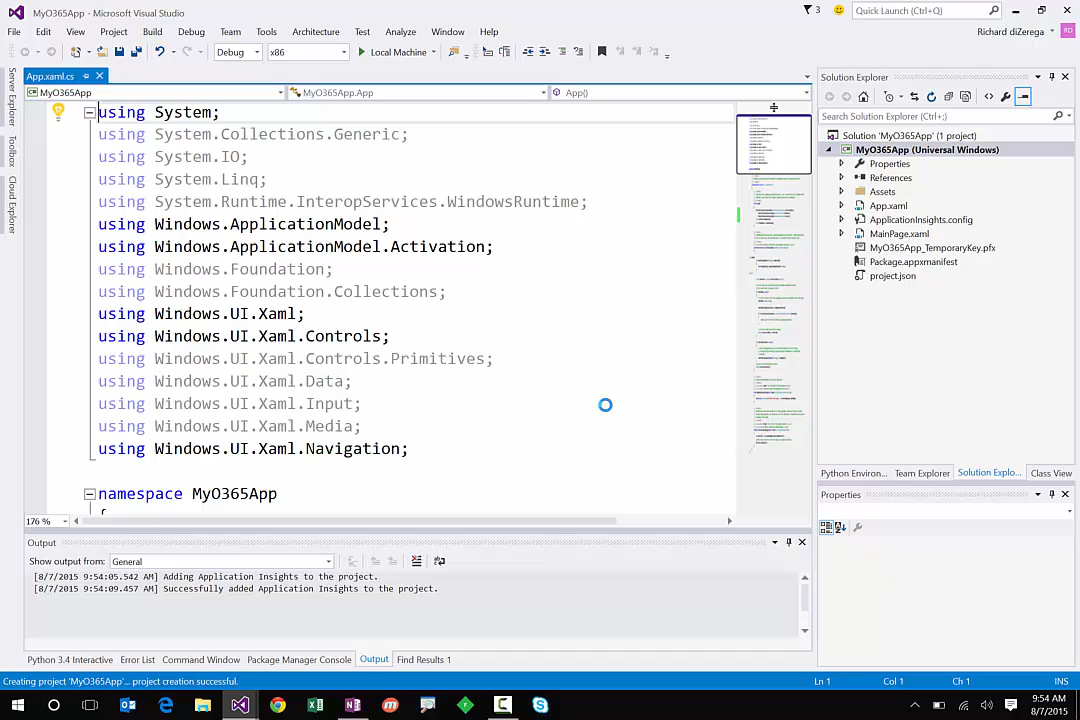 MyO365App - Microsoft Visual Studio
3
Quick Launch (Ctrl+Q)
File Edit View Project Build Debug Team Tools Architecture Test Analyze Window Help
Richard diZerega
RD
Debug x86 Local Machine
Server Explorer
Toolbox
Cloud Explorer
App.xaml.cs
MyO365App MyO365App.App App()
using System;
using System.Collections.Generic;
using System.IO;
using System.Linq;
using System.Runtime.InteropServices.WindowsRuntime;
using Windows.ApplicationModel;
using Windows.ApplicationModel.Activation;
using Windows.Foundation;
using Windows.Foundation.Collections;
using Windows.UI.Xaml;
using Windows.UI.Xaml.Controls;
using Windows.UI.Xaml.Controls.Primitives;
using Windows.UI.Xaml.Data;
using Windows.UI.Xaml.Input;
using Windows.UI.Xaml.Media;
using Windows.UI.Xaml.Navigation;
namespace MyO365App
{
176 %
Solution Explorer
Search Solution Explorer (Ctrl+;)
Solution 'MyO365App' (1 project)
MyO365App (Universal Windows)
Properties
References
Assets
App.xaml
ApplicationInsights.config
MainPage.xaml
MyO365App_TemporaryKey.pfx
Package.appxmanifest
project.json
Python Environ... Team Explorer Solution Explo... Class View
Properties
Output
Show output from: General
[8/7/2015 9:54:05.542 AM] Adding Application Insights to the project.
[8/7/2015 9:54:09.457 AM] Successfully added Application Insights to the project.
Python 3.4 Interactive Error List Command Window Package Manager Console Output Find Results 1
Creating project 'MyO365App'... project creation successful.
Ln 1 Col 1 Ch 1 INS
9:54 AM
8/7/2015